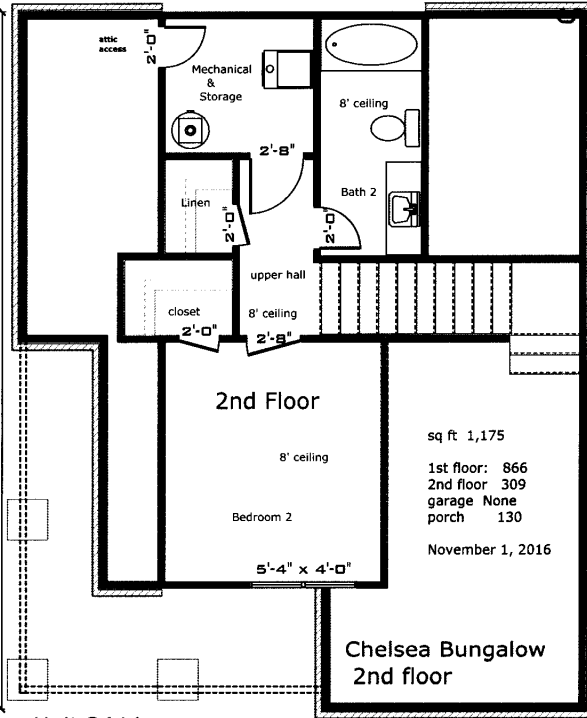 attic
access
2'-0"
Mechanical
&
Storage
8' ceiling
2'-8"
Linen
2'-0"
2'-0"
Bath 2
upper hall
closet
8' ceiling
2'-0"
2'-8"
2nd Floor
sq ft 1,175
8' ceiling
1st floor: 866
2nd floor 309
garage None
porch 130
Bedroom 2
November 1, 2016
5'-4" x 4'-0"
Chelsea Bungalow
2nd floor